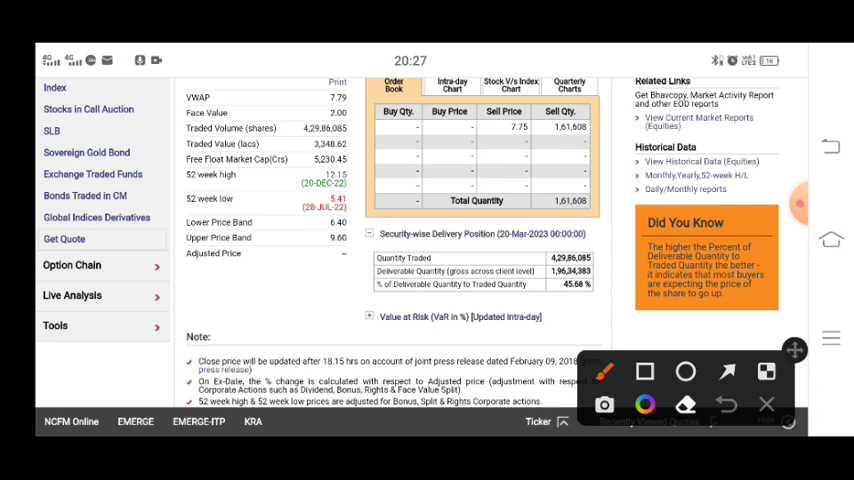 20:27
Index
Stocks in Call Auction
SLB
Sovereign Gold Bond
Exchange Traded Funds
Bonds Traded in CM
Global Indices Derivatives
Get Quote
Option Chain
Live Analysis
Tools
Print
VWAP 7.79
Face Value 2.00
Traded Volume (shares) 4,29,86,085
Traded Value (lacs) 3,348.62
Free Float Market Cap(Crs) 5,230.45
52 week high 12.15
(20-DEC-22)
52 week low 5.41
(28-JUL-22)
Lower Price Band 6.40
Upper Price Band 9.60
Adjusted Price --
Order Book
Intra-day Chart
Stock V/s Index Chart
Quarterly Charts
Buy Qty. Buy Price Sell Price Sell Qty.
- - 7.75 1,61,608
- Total Quantity 1,61,608
Security-wise Delivery Position (20-Mar-2023 00:00:00)
Quantity Traded 4,29,86,085
Deliverable Quantity (gross across client level) 1,96,34,383
% of Deliverable Quantity to Traded Quantity 45.68 %
Value at Risk (VaR in %) [Updated Intra-day]
Related Links
Get Bhavcopy, Market Activity Report
and other EOD reports
View Current Market Reports
(Equities)
Historical Data
View Historical Data (Equities)
Monthly,Yearly,52-week H/L
Daily/Monthly reports
Did You Know
The higher the Percent of
Deliverable Quantity to
Traded Quantity the better -
it indicates that most buyers
are expecting the price of
the share to go up.
Note:
Close price will be updated after 18.15 hrs on account of joint press release dated February 09, 2018
press release)
On Ex-Date, the % change is calculated with respect to Adjusted price (adjustment with
Corporate Actions such as Dividend, Bonus, Rights & Face Value Split)
52 week high & 52 week low prices are adjusted for Bonus, Split & Rights Corporate actions.
NCFM Online EMERGE EMERGE-ITP KRA Ticker Recently Viewed Quotes